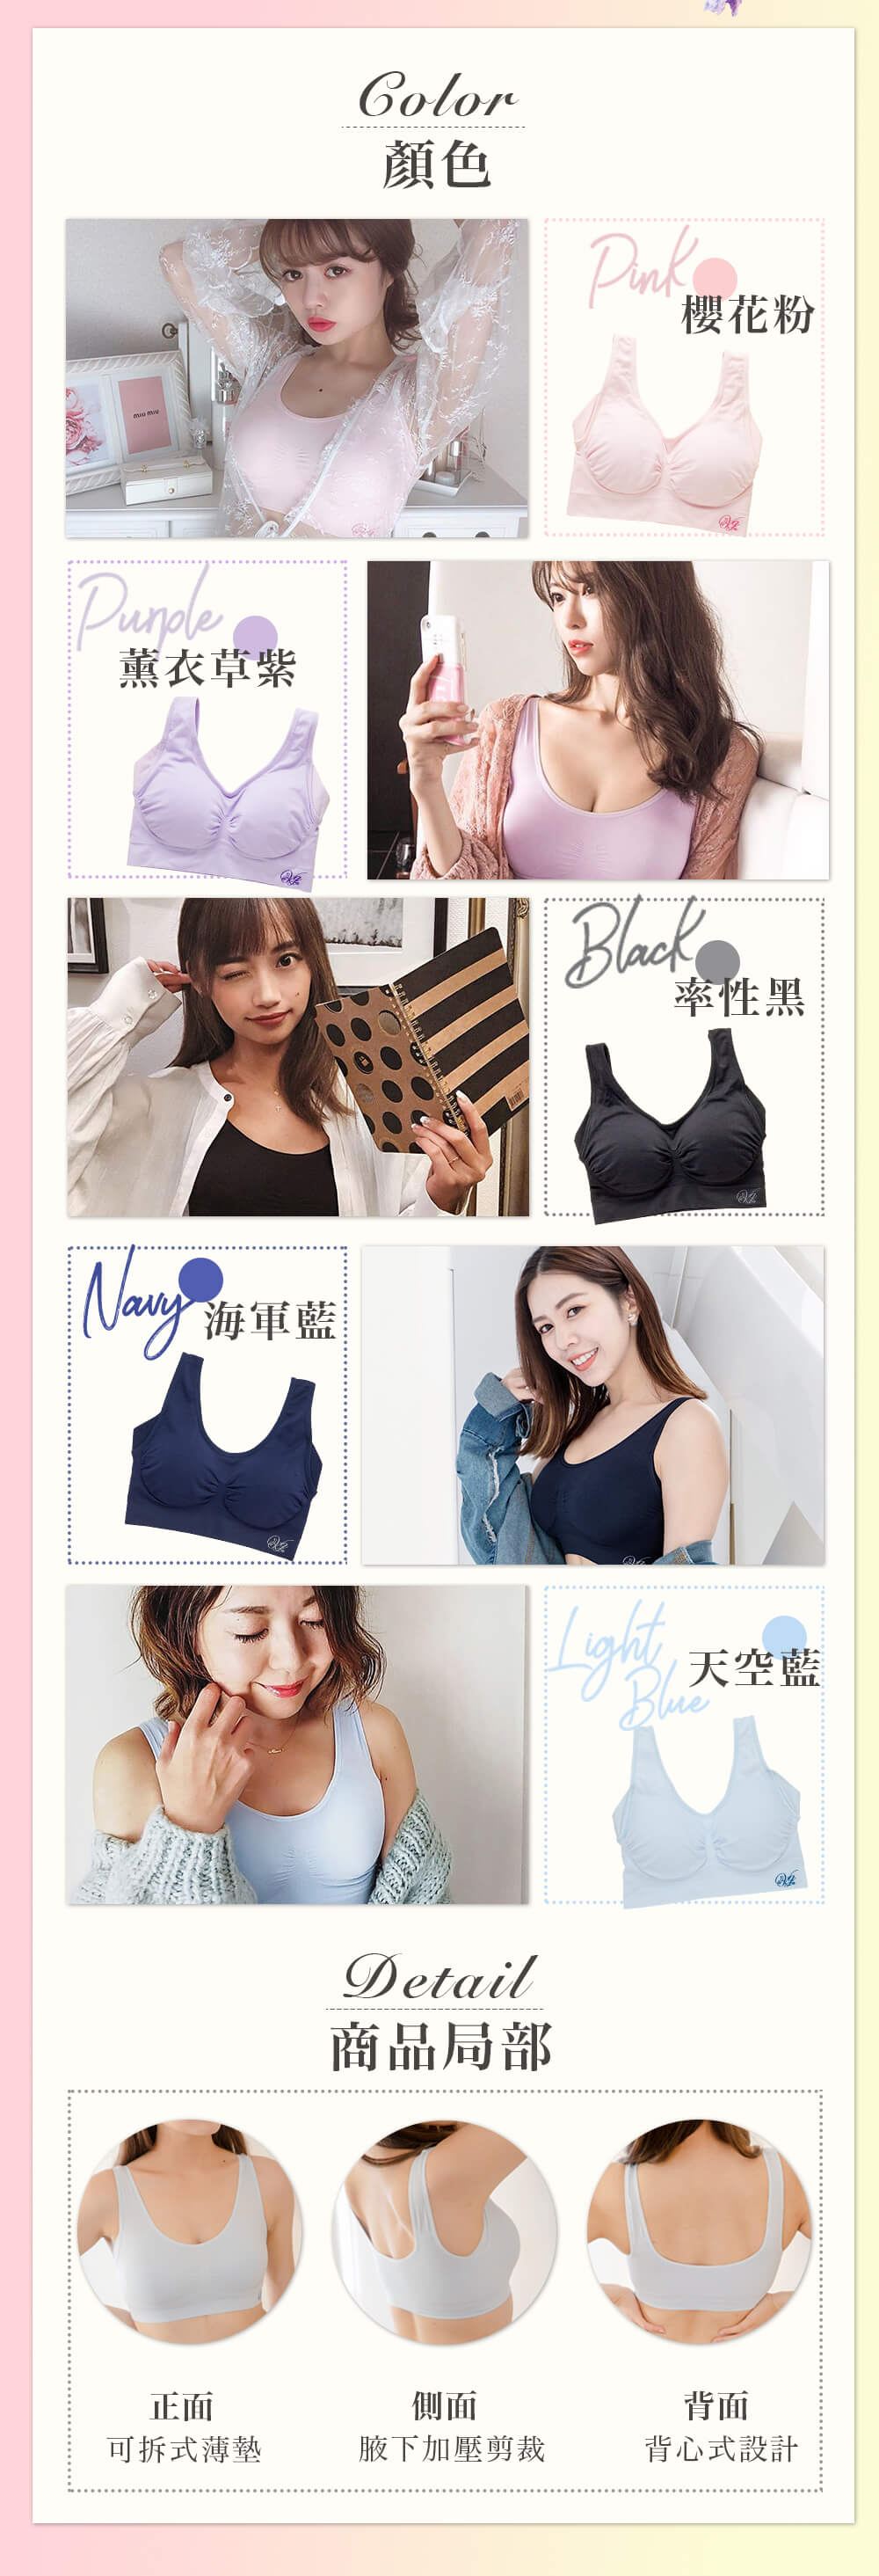 Color
顏色
miu miu
Pink
櫻花粉
Purple
薰衣草紫
Black
率性黑
Navy
海軍藍
Light
Blue
天空藍
Detail
商品局部
正面
可拆式薄墊
側面
腋下加壓剪裁
背面
背心式設計